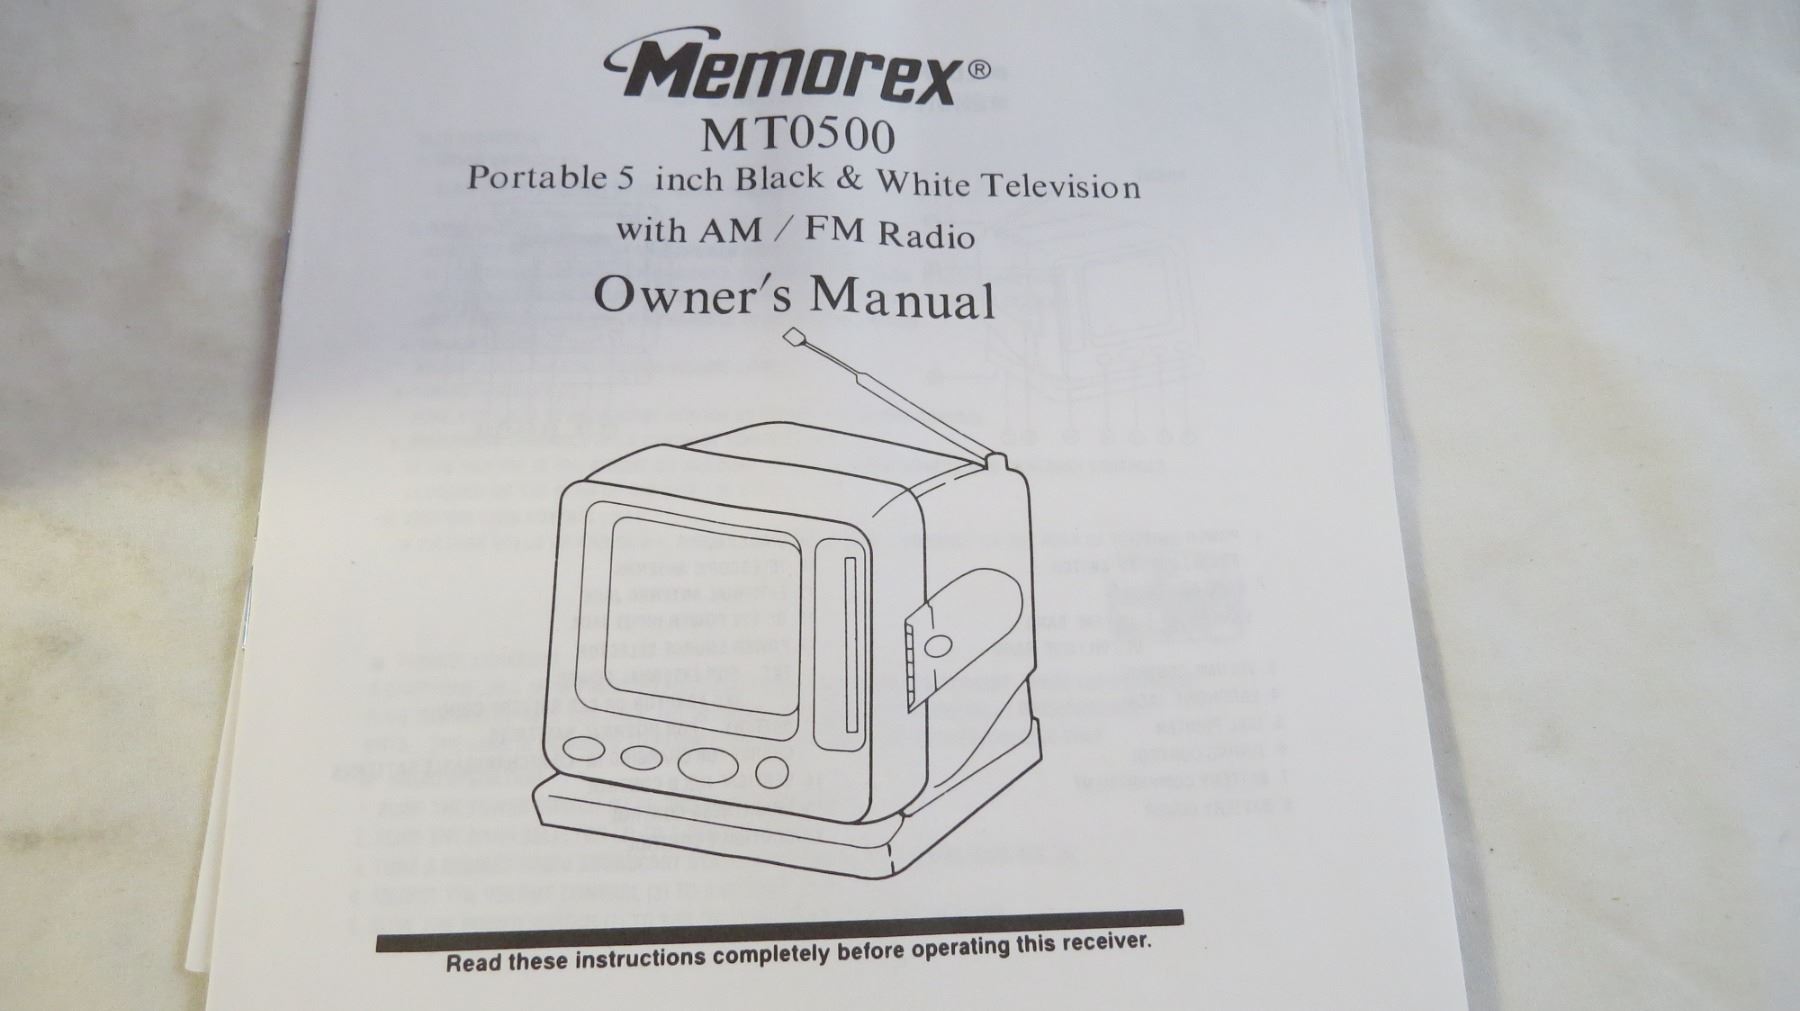 Memorex®
MT0500
Portable 5 inch Black & White Television
with AM / FM Radio
Owner's Manual
Read these instructions completely before operating this receiver.